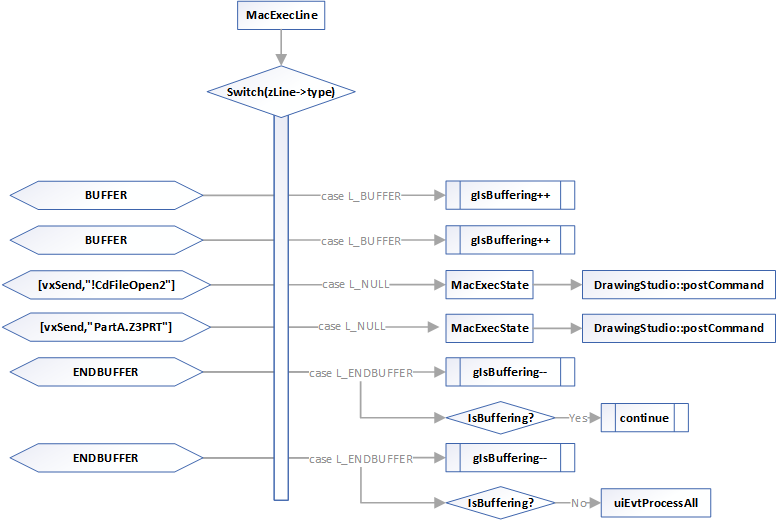 MacExecLine
Switch(zLine->type)
BUFFER case L_BUFFER gIsBuffering++
BUFFER case L_BUFFER gIsBuffering++
[vxSend,"!CdFileOpen2"] case L_NULL MacExecState DrawingStudio::postCommand
[vxSend,"PartA.Z3PRT"] case L_NULL MacExecState DrawingStudio::postCommand
ENDBUFFER case L_ENDBUFFER gIsBuffering--
IsBuffering? Yes continue
ENDBUFFER case L_ENDBUFFER gIsBuffering--
IsBuffering? No uiEvtProcessAll